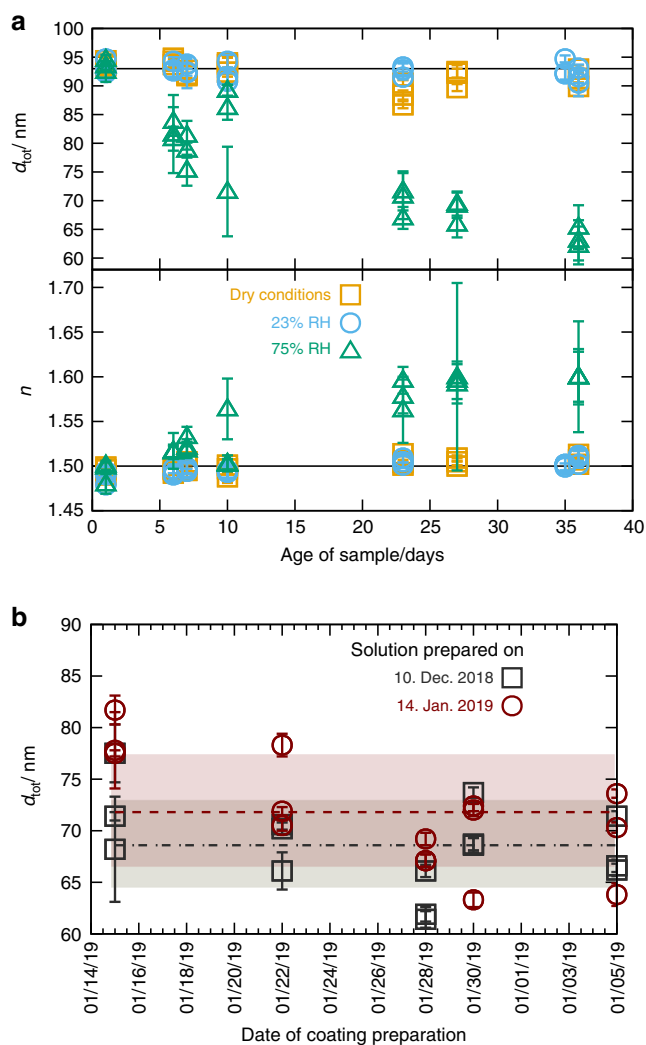 a
95
90
85
80
75
70
65
60
d_tot/ nm
1.70
1.60
1.55
1.50
1.45
n
Dry conditions
23% RH
75% RH
0 5 10 15 20 25 30 35 40
Age of sample/days
b
90
85
80
75
70
65
60
d_tot/ nm
Solution prepared on
10. Dec. 2018
14. Jan. 2019
01/14/19
01/16/19
01/18/19
01/20/19
01/22/19
01/24/19
01/26/19
01/28/19
01/30/19
01/01/19
01/03/19
01/05/19
Date of coating preparation